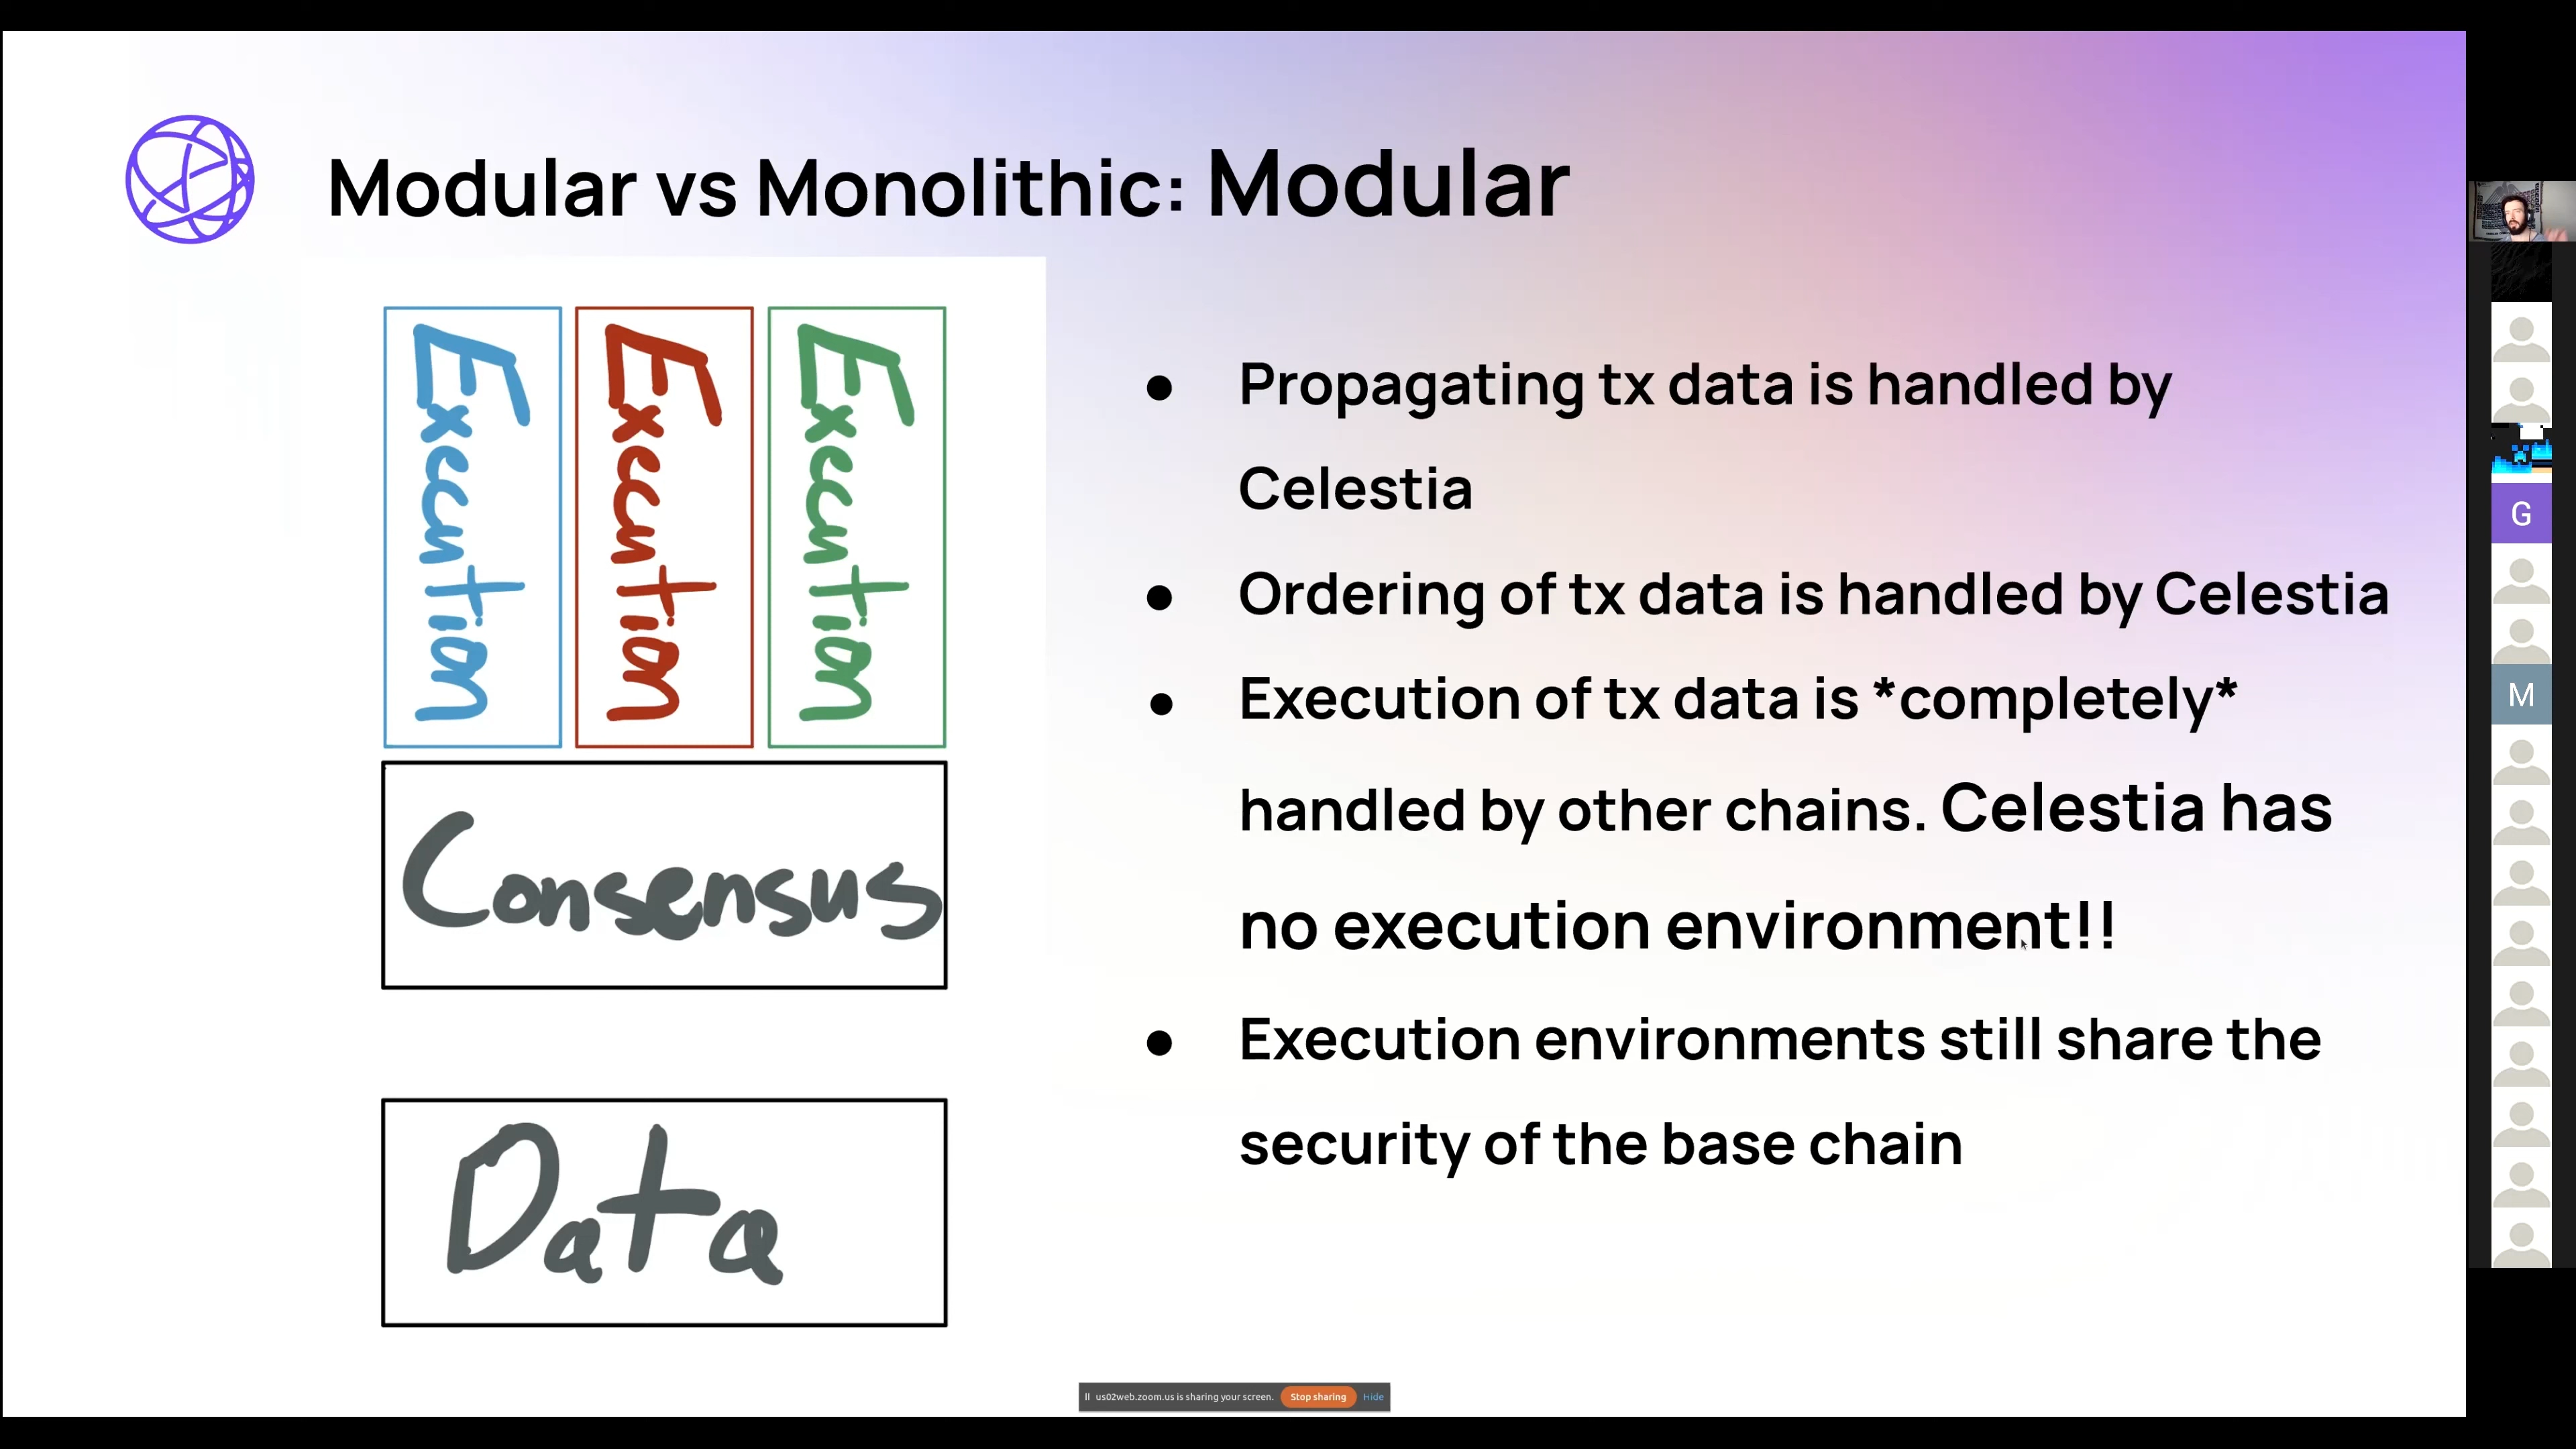 Modular vs Monolithic: Modular
Execution
Execution
Execution
Consensus
Data
● Propagating tx data is handled by
Celestia
● Ordering of tx data is handled by Celestia
● Execution of tx data is *completely*
handled by other chains. Celestia has
no execution environment!!
● Execution environments still share the
security of the base chain
G
M
us02web.zoom.us is sharing your screen. Stop sharing Hide